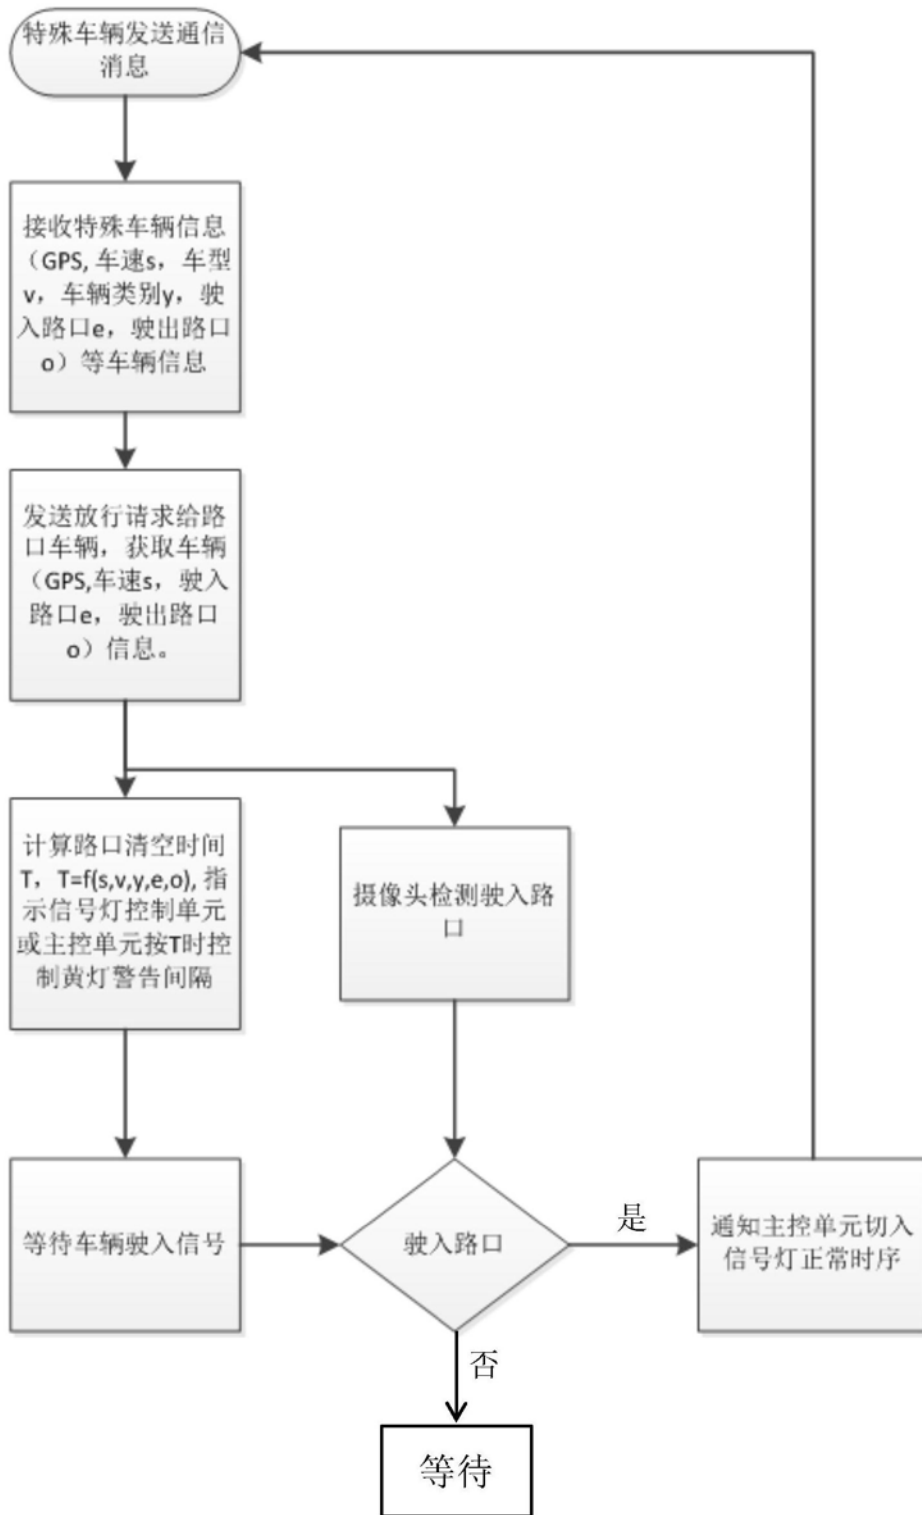 特殊车辆发送通信
消息
接收特殊车辆信息
（GPS, 车速s，车型
v，车辆类别y，驶
入路口e，驶出路口
o）等车辆信息
发送放行请求给路
口车辆，获取车辆
（GPS,车速s，驶入
路口e，驶出路口
o）信息。
计算路口清空时间
T，T=f(s,v,y,e,o), 指
示信号灯控制单元
或主控单元按T时控
制黄灯警告间隔
摄像头检测驶入路
口
等待车辆驶入信号
驶入路口
是
通知主控单元切入
信号灯正常时序
否
等待